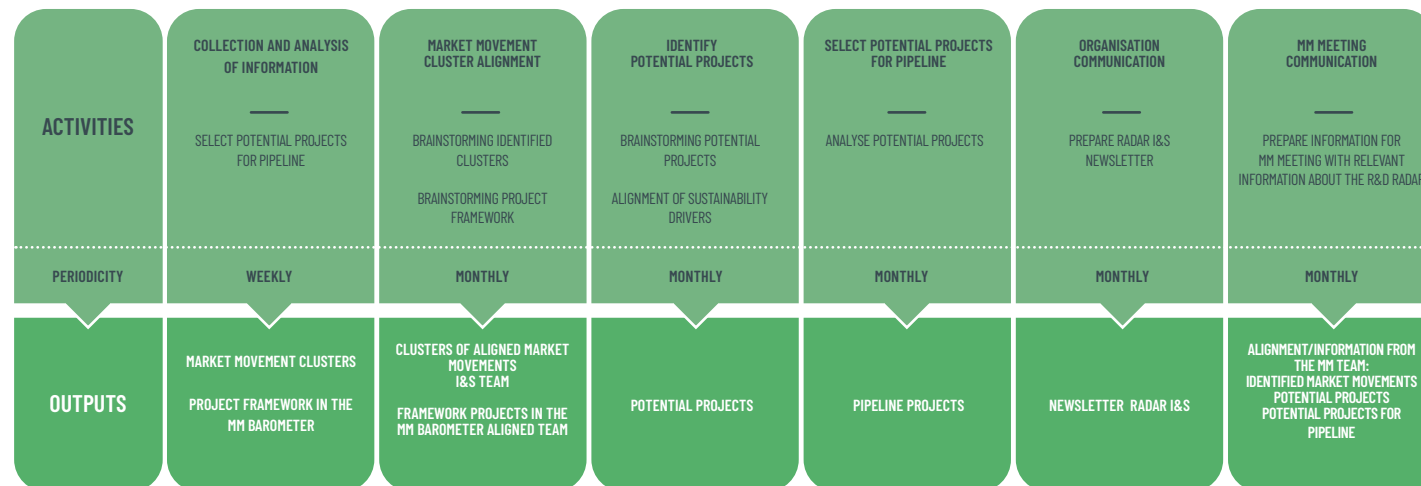 ACTIVITIES
COLLECTION AND ANALYSIS
OF INFORMATION
SELECT POTENTIAL PROJECTS
FOR PIPELINE
MARKET MOVEMENT
CLUSTER ALIGNMENT
BRAINSTORMING IDENTIFIED
CLUSTERS
BRAINSTORMING PROJECT
FRAMEWORK
IDENTIFY
POTENTIAL PROJECTS
BRAINSTORMING POTENTIAL
PROJECTS
ALIGNMENT OF SUSTAINABILITY
DRIVERS
SELECT POTENTIAL PROJECTS
FOR PIPELINE
ANALYSE POTENTIAL PROJECTS
ORGANISATION
COMMUNICATION
PREPARE RADAR I&S
NEWSLETTER
MM MEETING
COMMUNICATION
PREPARE INFORMATION FOR
MM MEETING WITH RELEVANT
INFORMATION ABOUT THE R&D RADAR
PERIODICITY
WEEKLY
MONTHLY
MONTHLY
MONTHLY
MONTHLY
MONTHLY
OUTPUTS
MARKET MOVEMENT CLUSTERS
PROJECT FRAMEWORK IN THE
MM BAROMETER
CLUSTERS OF ALIGNED MARKET
MOVEMENTS
I&S TEAM
FRAMEWORK PROJECTS IN THE
MM BAROMETER ALIGNED TEAM
POTENTIAL PROJECTS
PIPELINE PROJECTS
NEWSLETTER RADAR I&S
ALIGNMENT/INFORMATION FROM
THE MM TEAM:
IDENTIFIED MARKET MOVEMENTS
POTENTIAL PROJECTS
POTENTIAL PROJECTS FOR
PIPELINE